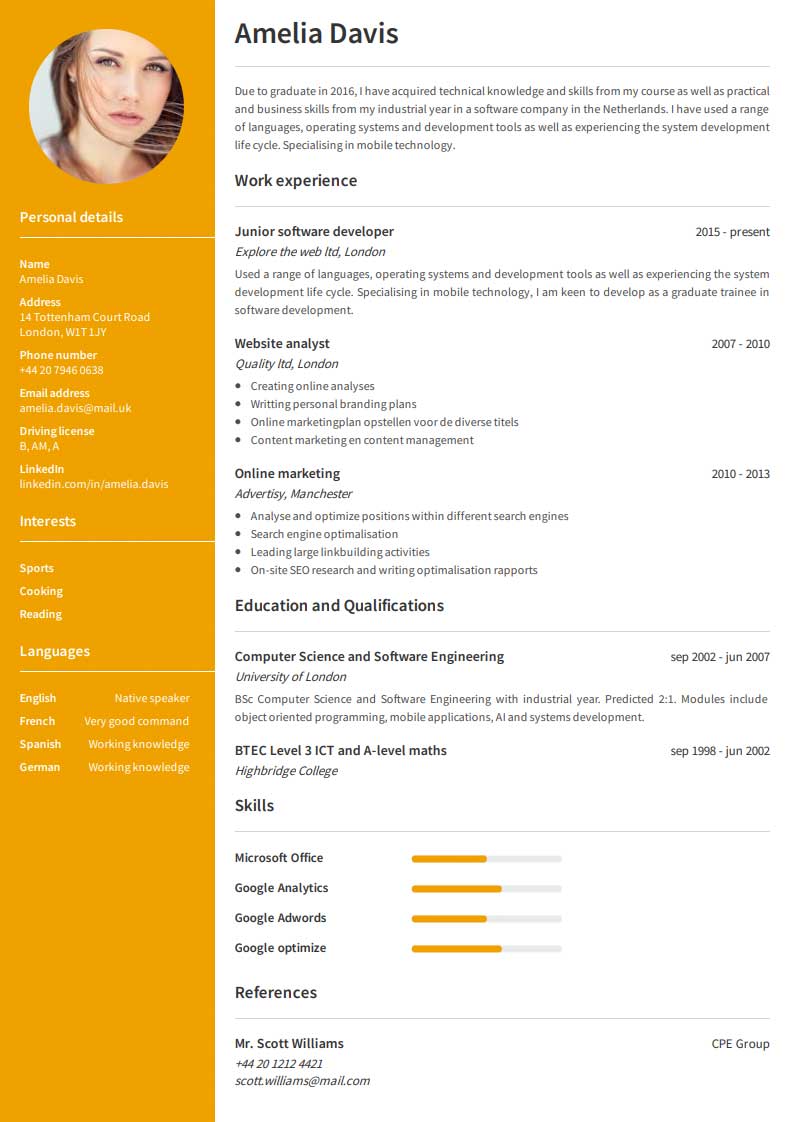 Personal details
Name
Amelia Davis
Address
14 Tottenham Court Road
London, W1T 1JY
Phone number
+44 20 7946 0638
Email address
amelia.davis@mail.uk
Driving license
B, AM, A
LinkedIn
linkedin.com/in/amelia.davis
Interests
Sports
Cooking
Reading
Languages
English Native speaker
French Very good command
Spanish Working knowledge
German Working knowledge
Amelia Davis
Due to graduate in 2016, I have acquired technical knowledge and skills from my course as well as practical
and business skills from my industrial year in a software company in the Netherlands. I have used a range
of languages, operating systems and development tools as well as experiencing the system development
life cycle. Specialising in mobile technology.
Work experience
Junior software developer 2015 - present
Explore the web ltd, London
Used a range of languages, operating systems and development tools as well as experiencing the system
development life cycle. Specialising in mobile technology, I am keen to develop as a graduate trainee in
software development.
Website analyst 2007 - 2010
Quality ltd, London
• Creating online analyses
• Writting personal branding plans
• Online marketingplan opstellen voor de diverse titels
• Content marketing en content management
Online marketing 2010 - 2013
Advertisy, Manchester
• Analyse and optimize positions within different search engines
• Search engine optimalisation
• Leading large linkbuilding activities
• On-site SEO research and writing optimalisation rapports
Education and Qualifications
Computer Science and Software Engineering sep 2002 - jun 2007
University of London
BSc Computer Science and Software Engineering with industrial year. Predicted 2:1. Modules include
object oriented programming, mobile applications, AI and systems development.
BTEC Level 3 ICT and A-level maths sep 1998 - jun 2002
Highbridge College
Skills
Microsoft Office
Google Analytics
Google Adwords
Google optimize
References
Mr. Scott Williams CPE Group
+44 20 1212 4421
scott.williams@mail.com